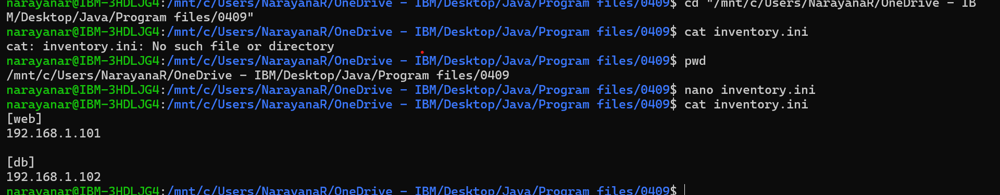 narayanar@IBM-3HDLJG4:/mnt/c/Users/NarayanaR/OneDrive - IBM/Desktop/Java/Program files/0409$ cd "/mnt/c/Users/NarayanaR/OneDrive - IB
M/Desktop/Java/Program files/0409"
narayanar@IBM-3HDLJG4:/mnt/c/Users/NarayanaR/OneDrive - IBM/Desktop/Java/Program files/0409$ cat inventory.ini
cat: inventory.ini: No such file or directory
narayanar@IBM-3HDLJG4:/mnt/c/Users/NarayanaR/OneDrive - IBM/Desktop/Java/Program files/0409$ pwd
/mnt/c/Users/NarayanaR/OneDrive - IBM/Desktop/Java/Program files/0409
narayanar@IBM-3HDLJG4:/mnt/c/Users/NarayanaR/OneDrive - IBM/Desktop/Java/Program files/0409$ nano inventory.ini
narayanar@IBM-3HDLJG4:/mnt/c/Users/NarayanaR/OneDrive - IBM/Desktop/Java/Program files/0409$ cat inventory.ini
[web]
192.168.1.101
[db]
192.168.1.102
narayanar@IBM-3HDLJG4:/mnt/c/Users/NarayanaR/OneDrive - IBM/Desktop/Java/Program files/0409$